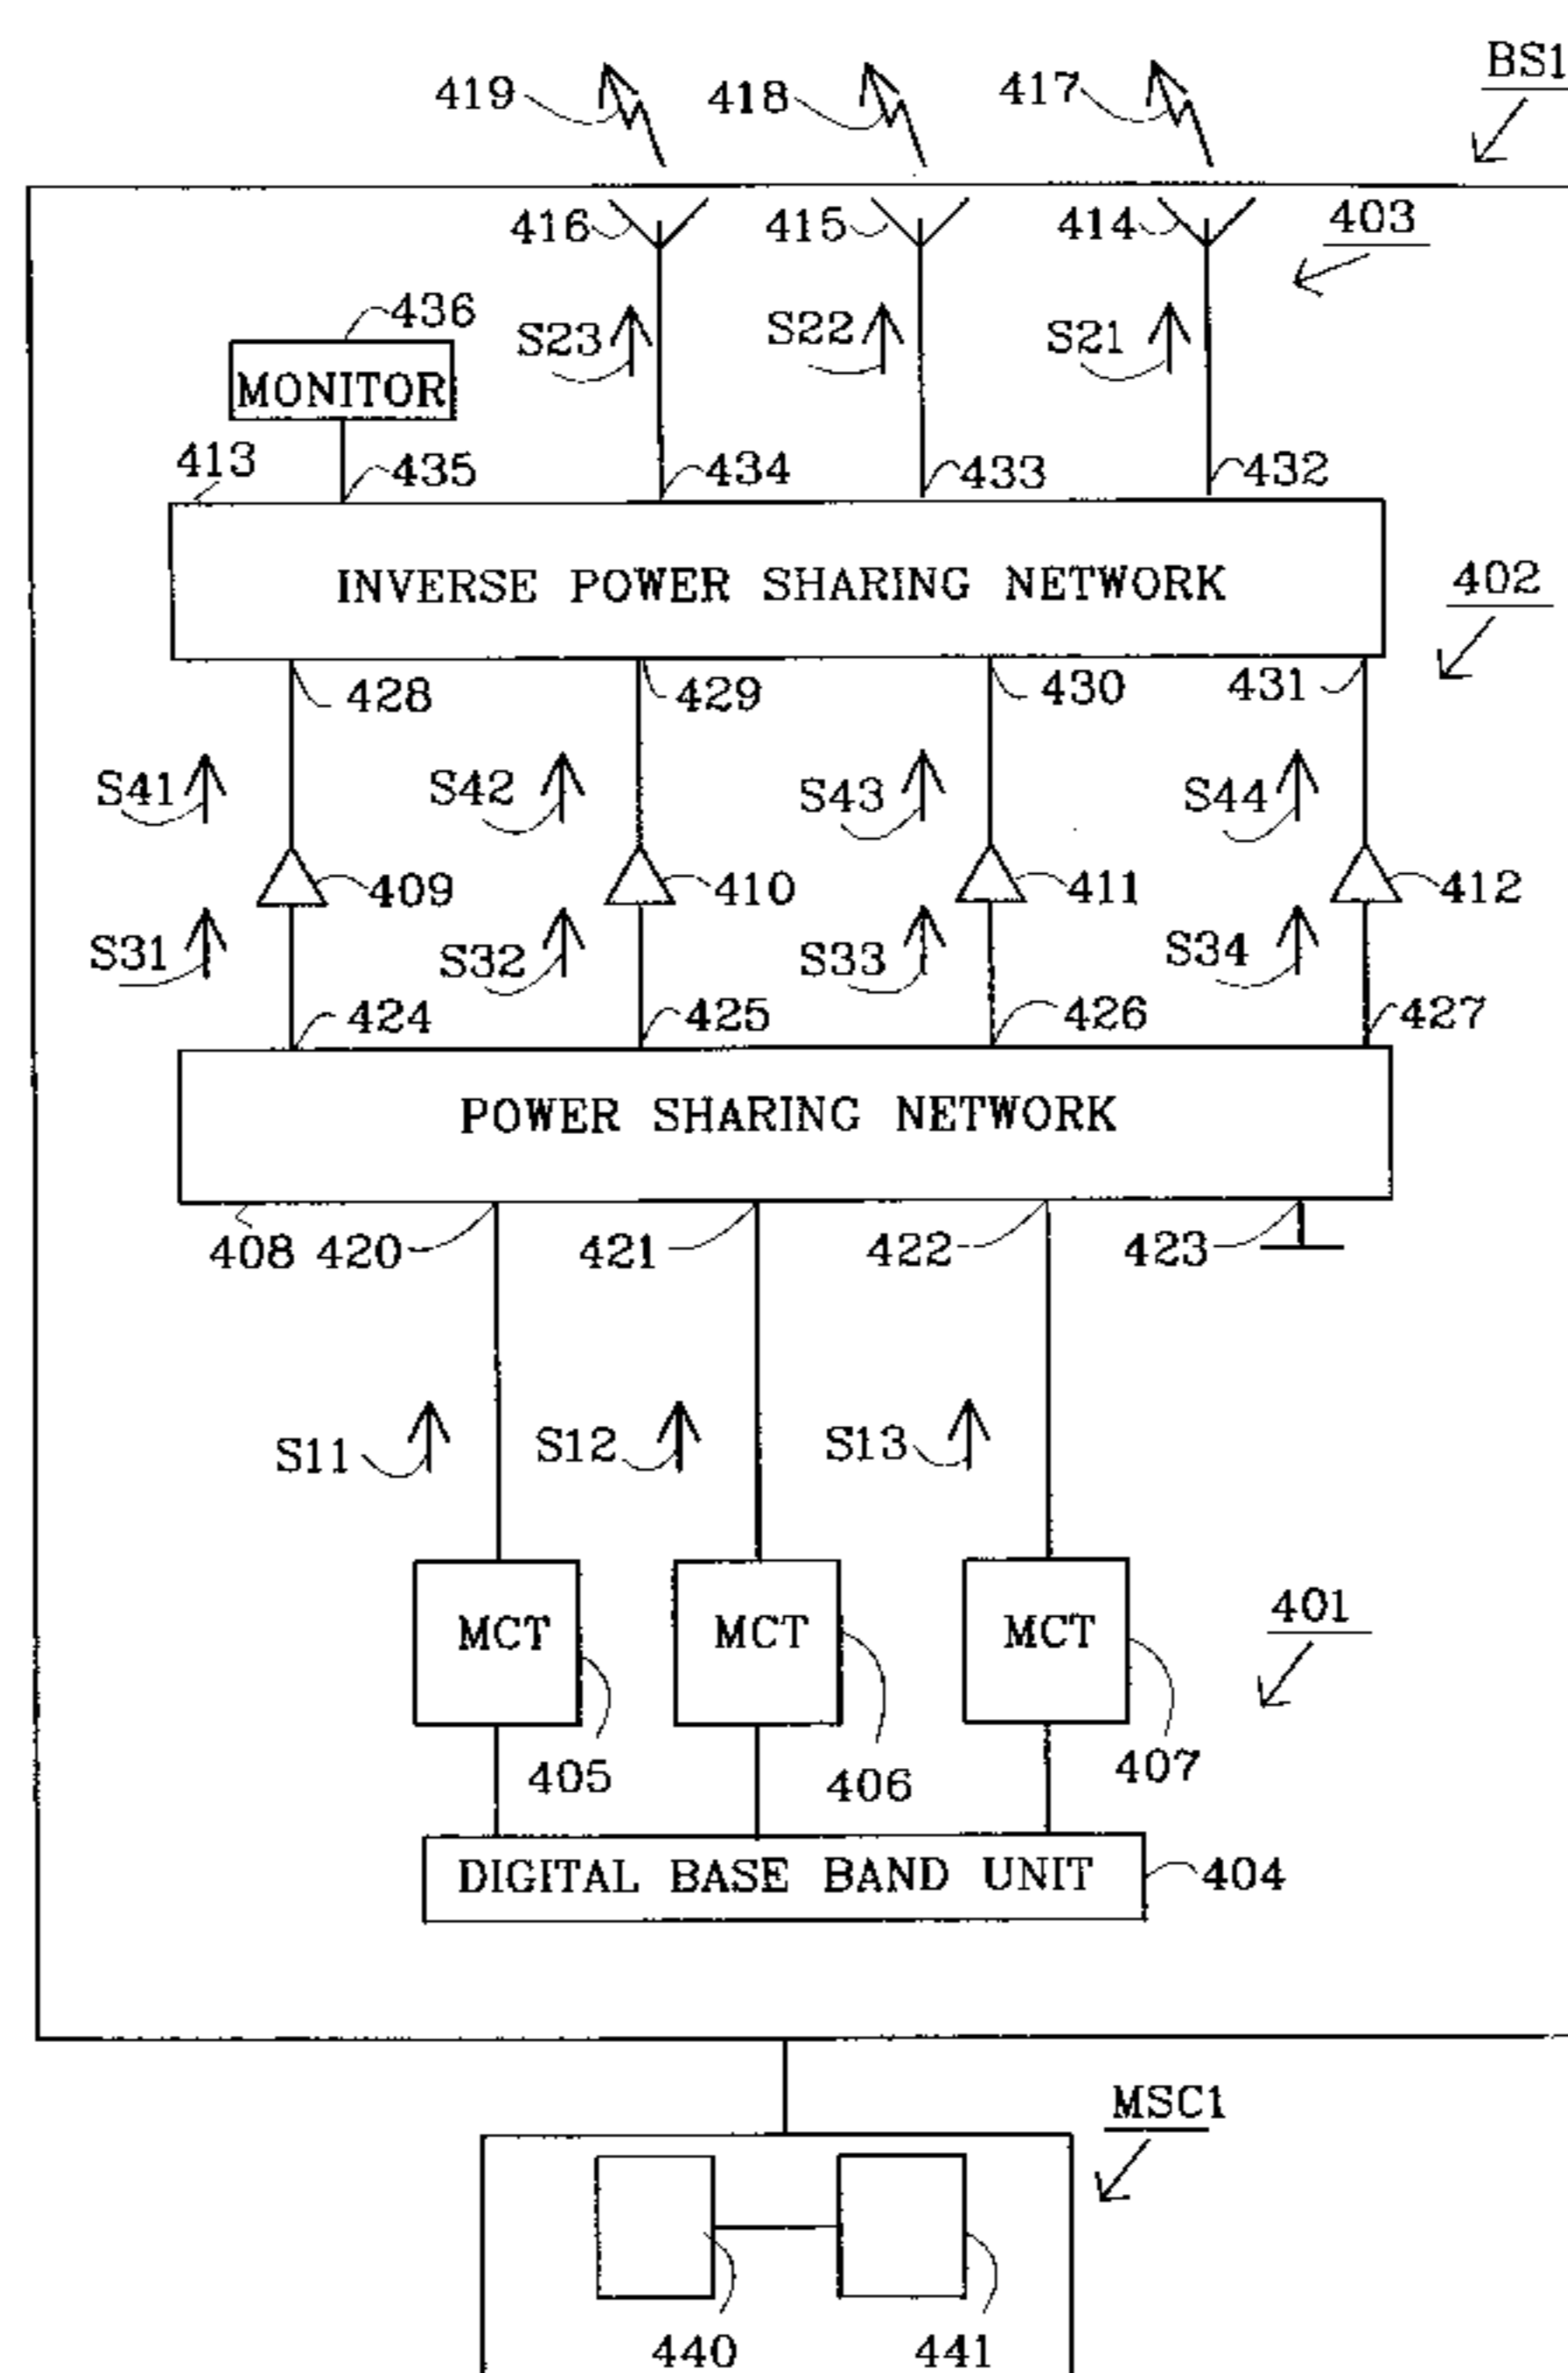 BS1
419 418 417
416 415 414 403
436 S23 S22 S21
MONITOR
413 435 434 433 432
INVERSE POWER SHARING NETWORK
402
428 429 430 431
S41 S42 S43 S44
409 410 411 412
S31 S32 S33 S34
424 425 426 427
POWER SHARING NETWORK
408 420 421 422 423
S11 S12 S13
MCT MCT MCT
401
405 406 407
DIGITAL BASE BAND UNIT 404
MSC1
440 441